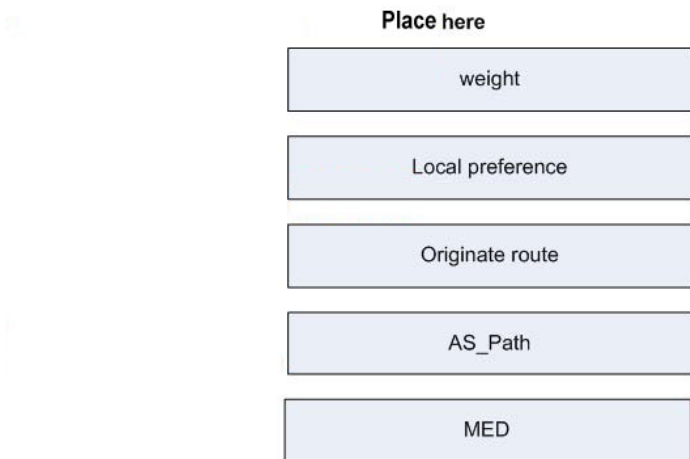 Place here
weight
Local preference
Originate route
AS_Path
MED